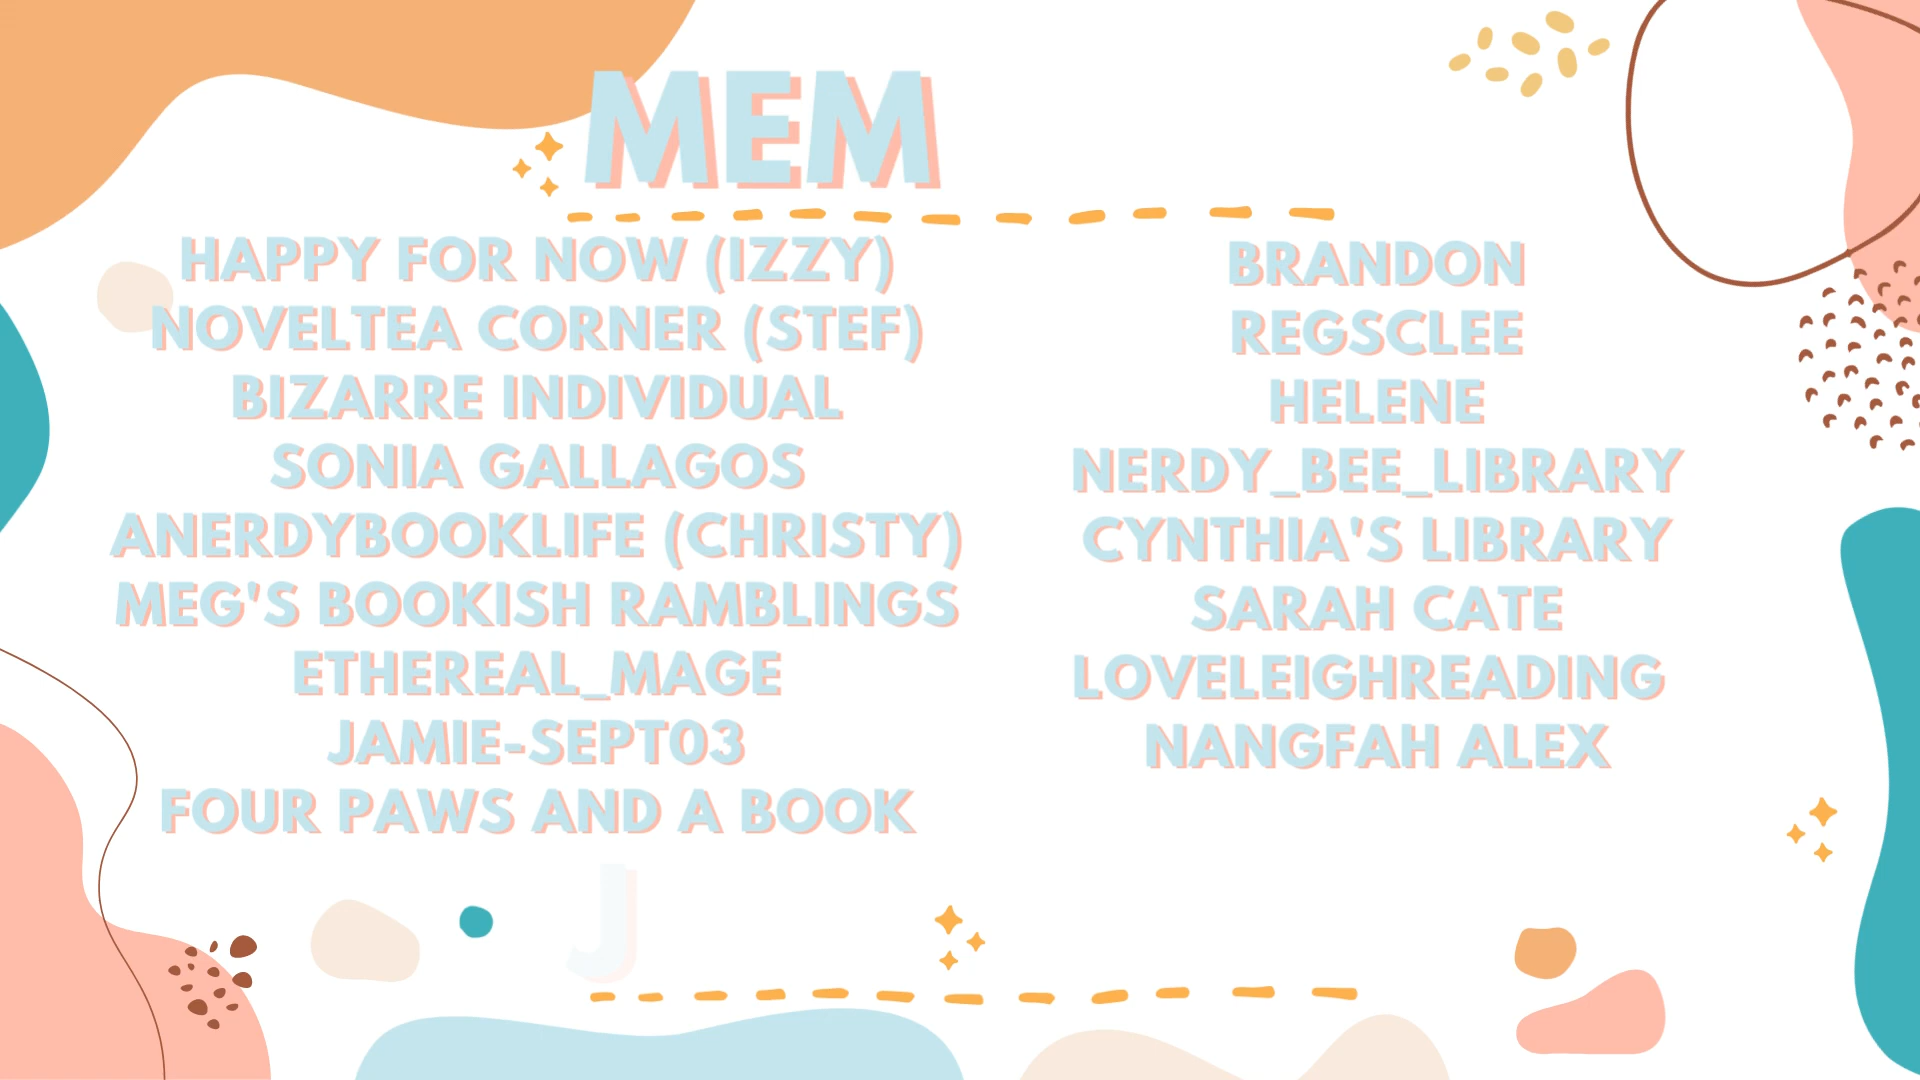 MEM
HAPPY FOR NOW (IZZY)
NOVELTEA CORNER (STEF)
BIZARRE INDIVIDUAL
SONIA GALLAGOS
ANERDYBOOKLIFE (CHRISTY)
MEG'S BOOKISH RAMBLINGS
ETHEREAL_MAGE
JAMIE-SEPT03
FOUR PAWS AND A BOOK
BRANDON
REGSCLEE
HELENE
NERDY_BEE_LIBRARY
CYNTHIA'S LIBRARY
SARAH CATE
LOVELEIGHREADING
NANGFAH ALEX
J